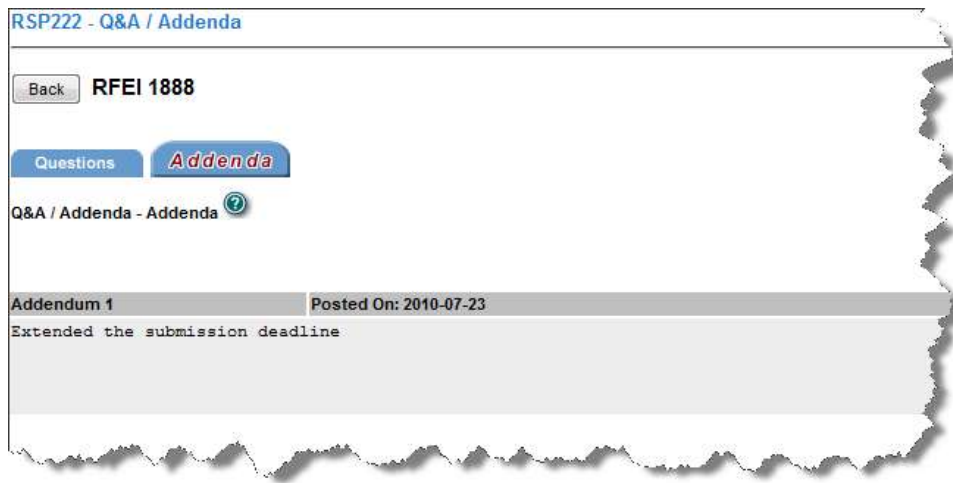 RSP222 - Q&A / Addenda
Back RFEI 1888
Questions Addenda
Q&A / Addenda - Addenda ?
Addendum 1 Posted On: 2010-07-23
Extended the submission deadline